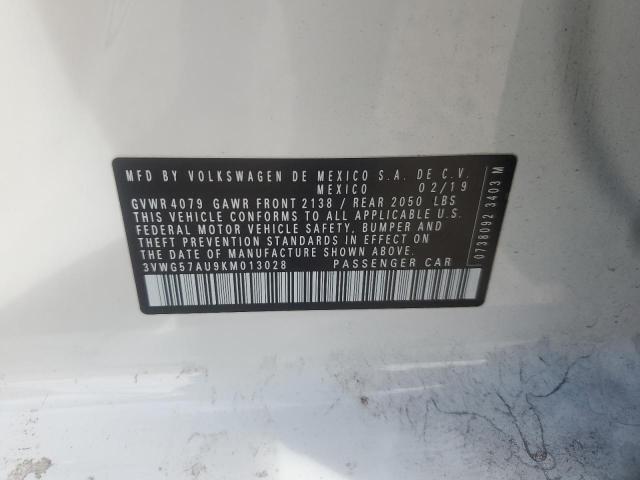 MFD BY VOLKSWAGEN DE MEXICO S.A. DE C.V.
MEXICO 02/19
GVWR 4079 GAWR FRONT 2138 / REAR 2050 LBS
THIS VEHICLE CONFORMS TO ALL APPLICABLE U.S.
FEDERAL MOTOR VEHICLE SAFETY, BUMPER AND
THEFT PREVENTION STANDARDS IN EFFECT ON
THE DATE OF MANUFACTURE SHOWN ABOVE.
3VWG57AU9KM013028 PASSENGER CAR
0738092 3403 M